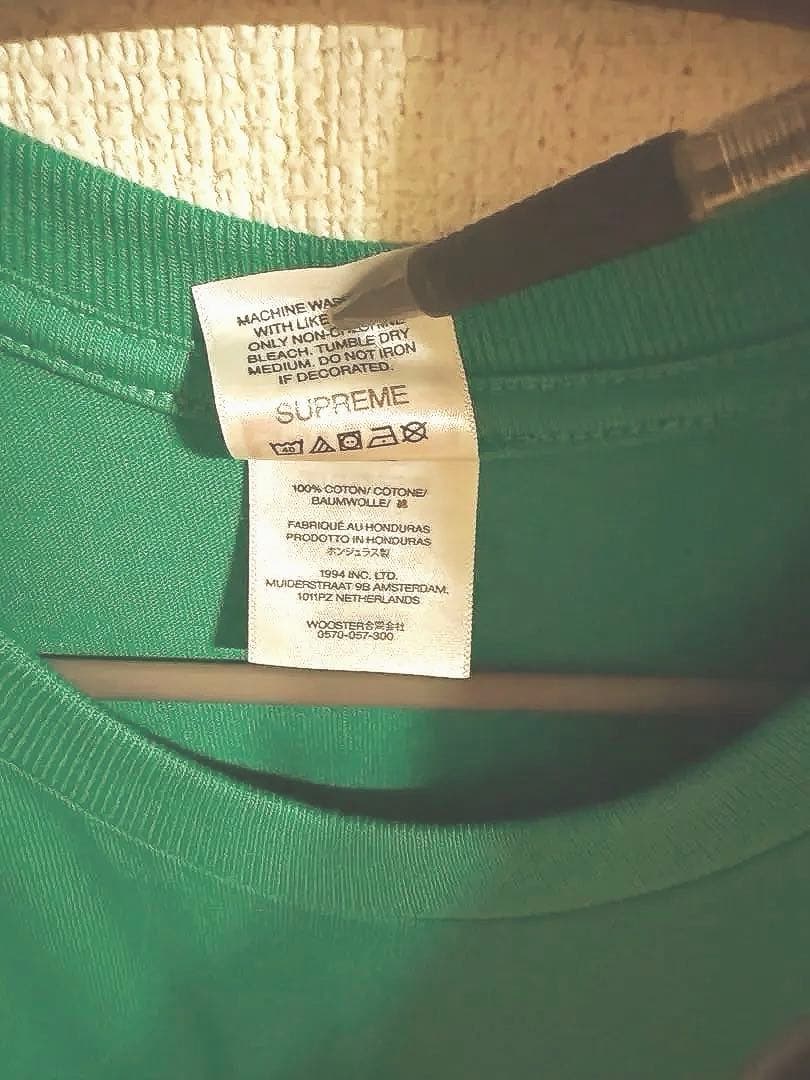 MACHINE WAS
WITH LIKE
ONLY NON-CHLORINE
BLEACH. TUMBLE DRY
MEDIUM. DO NOT IRON
IF DECORATED.
SUPREME
40
100% COTON/ COTONE/
BAUMWOLLE/ 綿
FABRIQUÉ AU HONDURAS
PRODOTTO IN HONDURAS
ホンジュラス製
1994 INC. LTD.
MUIDERSTRAAT 9B AMSTERDAM,
1011PZ NETHERLANDS
WOOSTER合同会社
0570-057-300